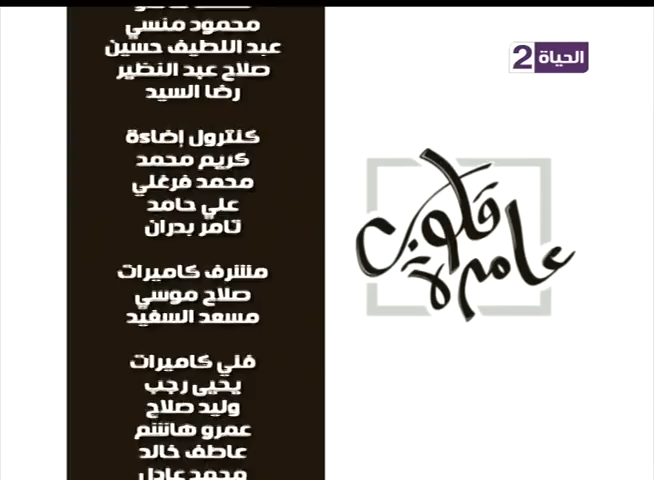 محمود منسي
عبد اللطيف حسين
صلاح عبد النظير
رضا السيد
كنترول إضاءة
كريم محمد
محمد فرغلي
علي حامد
تامر بدران
مشرف كاميرات
صلاح موسي
مسعد السفيد
فني كاميرات
يحيى رجب
وليد صلاح
عمرو هاشم
عاطف خالد
محمد عادل
الحياة 2
قلوب
عامرة